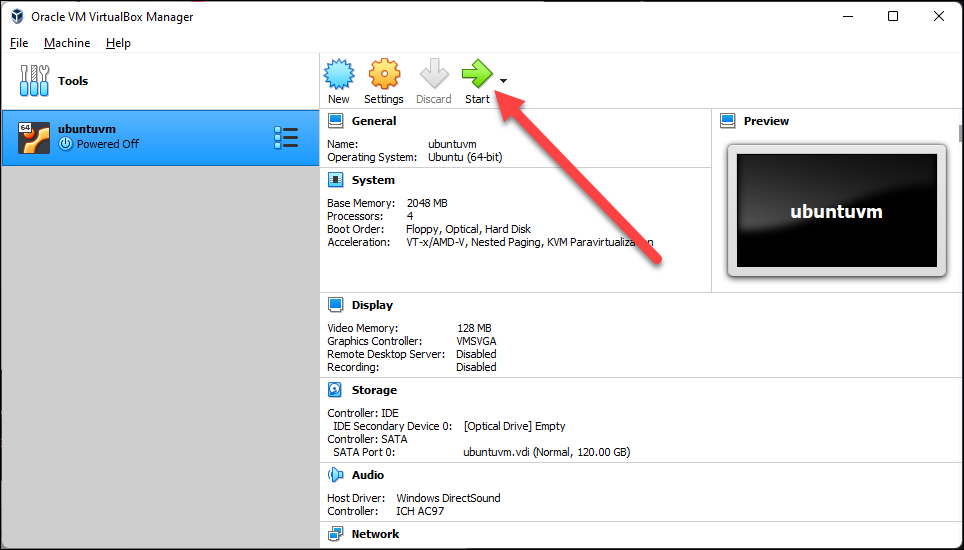 Oracle VM VirtualBox Manager
File Machine Help
Tools
New Settings Discard Start
64
ubuntuvm
Powered Off
General
Name: ubuntuvm
Operating System: Ubuntu (64-bit)
System
Base Memory: 2048 MB
Processors: 4
Boot Order: Floppy, Optical, Hard Disk
Acceleration: VT-x/AMD-V, Nested Paging, KVM Paravirtualization
Preview
ubuntuvm
Display
Video Memory: 128 MB
Graphics Controller: VMSVGA
Remote Desktop Server: Disabled
Recording: Disabled
Storage
Controller: IDE
IDE Secondary Device 0: [Optical Drive] Empty
Controller: SATA
SATA Port 0: ubuntuvm.vdi (Normal, 120.00 GB)
Audio
Host Driver: Windows DirectSound
Controller: ICH AC97
Network